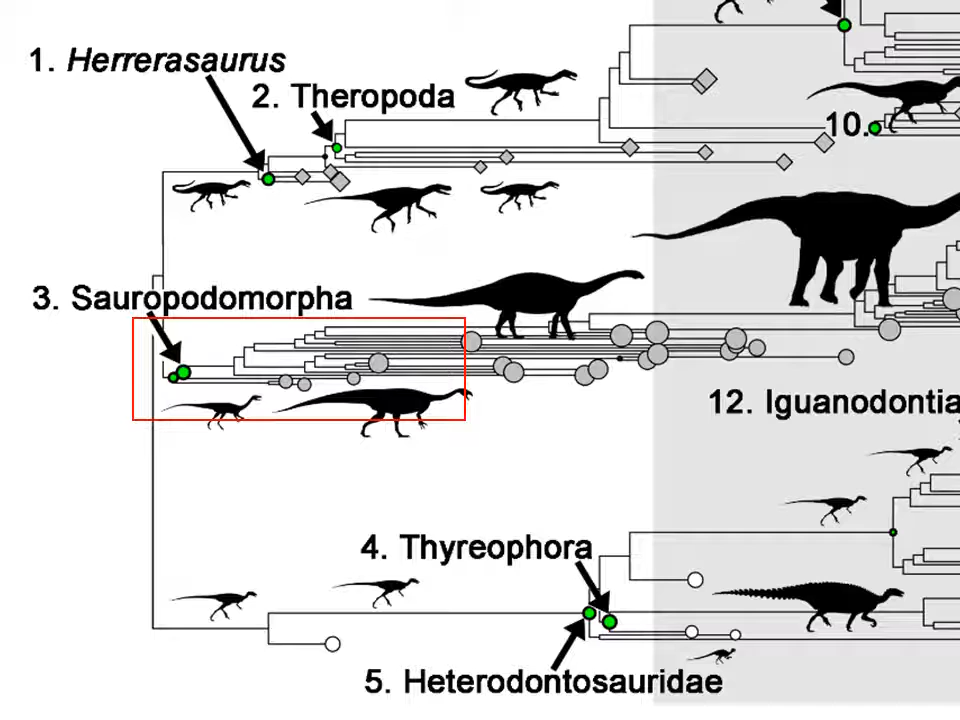 1. Herrerasaurus
2. Theropoda
10.
3. Sauropodomorpha
12. Iguanodontia
4. Thyreophora
5. Heterodontosauridae